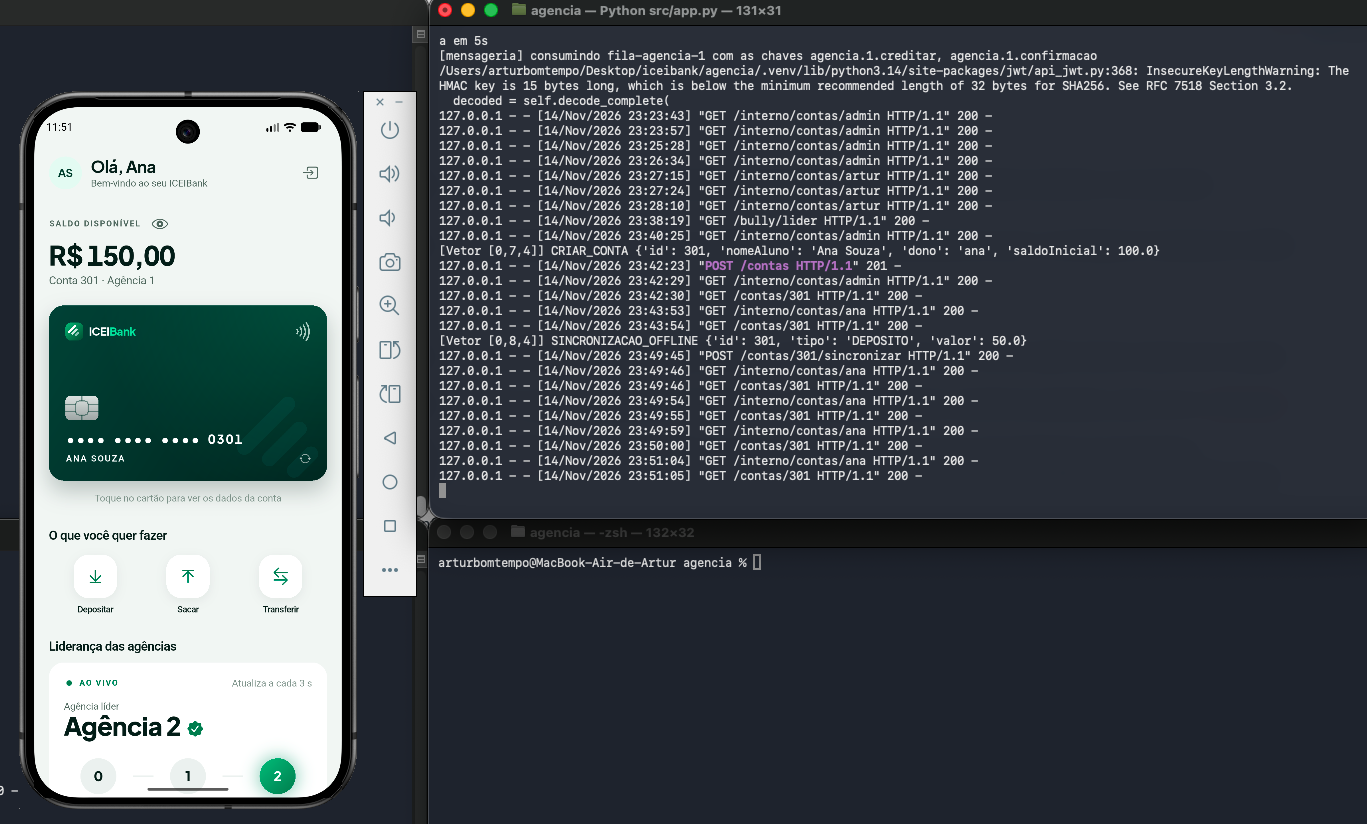 11:51
AS
Olá, Ana
Bem-vindo ao seu ICEIBank
SALDO DISPONÍVEL
R$ 150,00
Conta 301 · Agência 1
ICEIBank
•••• •••• •••• 0301
ANA SOUZA
Toque no cartão para ver os dados da conta
O que você quer fazer
Depositar
Sacar
Transferir
Liderança das agências
AO VIVO
Atualiza a cada 3 s
Agência líder
Agência 2
0
1
2
agencia — Python src/app.py — 131×31
a em 5s
[mensageria] consumindo fila-agencia-1 com as chaves agencia.1.creditar, agencia.1.confirmacao
/Users/arturbomtempo/Desktop/iceibank/agencia/.venv/lib/python3.14/site-packages/jwt/api_jwt.py:368: InsecureKeyLengthWarning: The
HMAC key is 15 bytes long, which is below the minimum recommended length of 32 bytes for SHA256. See RFC 7518 Section 3.2.
decoded = self.decode_complete(
127.0.0.1 - - [14/Nov/2026 23:23:43] "GET /interno/contas/admin HTTP/1.1" 200 -
127.0.0.1 - - [14/Nov/2026 23:23:57] "GET /interno/contas/admin HTTP/1.1" 200 -
127.0.0.1 - - [14/Nov/2026 23:25:28] "GET /interno/contas/admin HTTP/1.1" 200 -
127.0.0.1 - - [14/Nov/2026 23:26:34] "GET /interno/contas/admin HTTP/1.1" 200 -
127.0.0.1 - - [14/Nov/2026 23:27:15] "GET /interno/contas/artur HTTP/1.1" 200 -
127.0.0.1 - - [14/Nov/2026 23:27:24] "GET /interno/contas/artur HTTP/1.1" 200 -
127.0.0.1 - - [14/Nov/2026 23:28:10] "GET /interno/contas/artur HTTP/1.1" 200 -
127.0.0.1 - - [14/Nov/2026 23:38:19] "GET /bully/lider HTTP/1.1" 200 -
127.0.0.1 - - [14/Nov/2026 23:40:25] "GET /interno/contas/admin HTTP/1.1" 200 -
[Vetor [0,7,4]] CRIAR_CONTA {'id': 301, 'nomeAluno': 'Ana Souza', 'dono': 'ana', 'saldoInicial': 100.0}
127.0.0.1 - - [14/Nov/2026 23:42:23] "POST /contas HTTP/1.1" 201 -
127.0.0.1 - - [14/Nov/2026 23:42:29] "GET /interno/contas/admin HTTP/1.1" 200 -
127.0.0.1 - - [14/Nov/2026 23:42:30] "GET /contas/301 HTTP/1.1" 200 -
127.0.0.1 - - [14/Nov/2026 23:43:53] "GET /interno/contas/ana HTTP/1.1" 200 -
127.0.0.1 - - [14/Nov/2026 23:43:54] "GET /contas/301 HTTP/1.1" 200 -
[Vetor [0,8,4]] SINCRONIZACAO_OFFLINE {'id': 301, 'tipo': 'DEPOSITO', 'valor': 50.0}
127.0.0.1 - - [14/Nov/2026 23:49:45] "POST /contas/301/sincronizar HTTP/1.1" 200 -
127.0.0.1 - - [14/Nov/2026 23:49:46] "GET /interno/contas/ana HTTP/1.1" 200 -
127.0.0.1 - - [14/Nov/2026 23:49:46] "GET /contas/301 HTTP/1.1" 200 -
127.0.0.1 - - [14/Nov/2026 23:49:54] "GET /interno/contas/ana HTTP/1.1" 200 -
127.0.0.1 - - [14/Nov/2026 23:49:55] "GET /contas/301 HTTP/1.1" 200 -
127.0.0.1 - - [14/Nov/2026 23:49:59] "GET /interno/contas/ana HTTP/1.1" 200 -
127.0.0.1 - - [14/Nov/2026 23:50:00] "GET /contas/301 HTTP/1.1" 200 -
127.0.0.1 - - [14/Nov/2026 23:51:04] "GET /interno/contas/ana HTTP/1.1" 200 -
127.0.0.1 - - [14/Nov/2026 23:51:05] "GET /contas/301 HTTP/1.1" 200 -
agencia — -zsh — 132×32
arturbomtempo@MacBook-Air-de-Artur agencia %